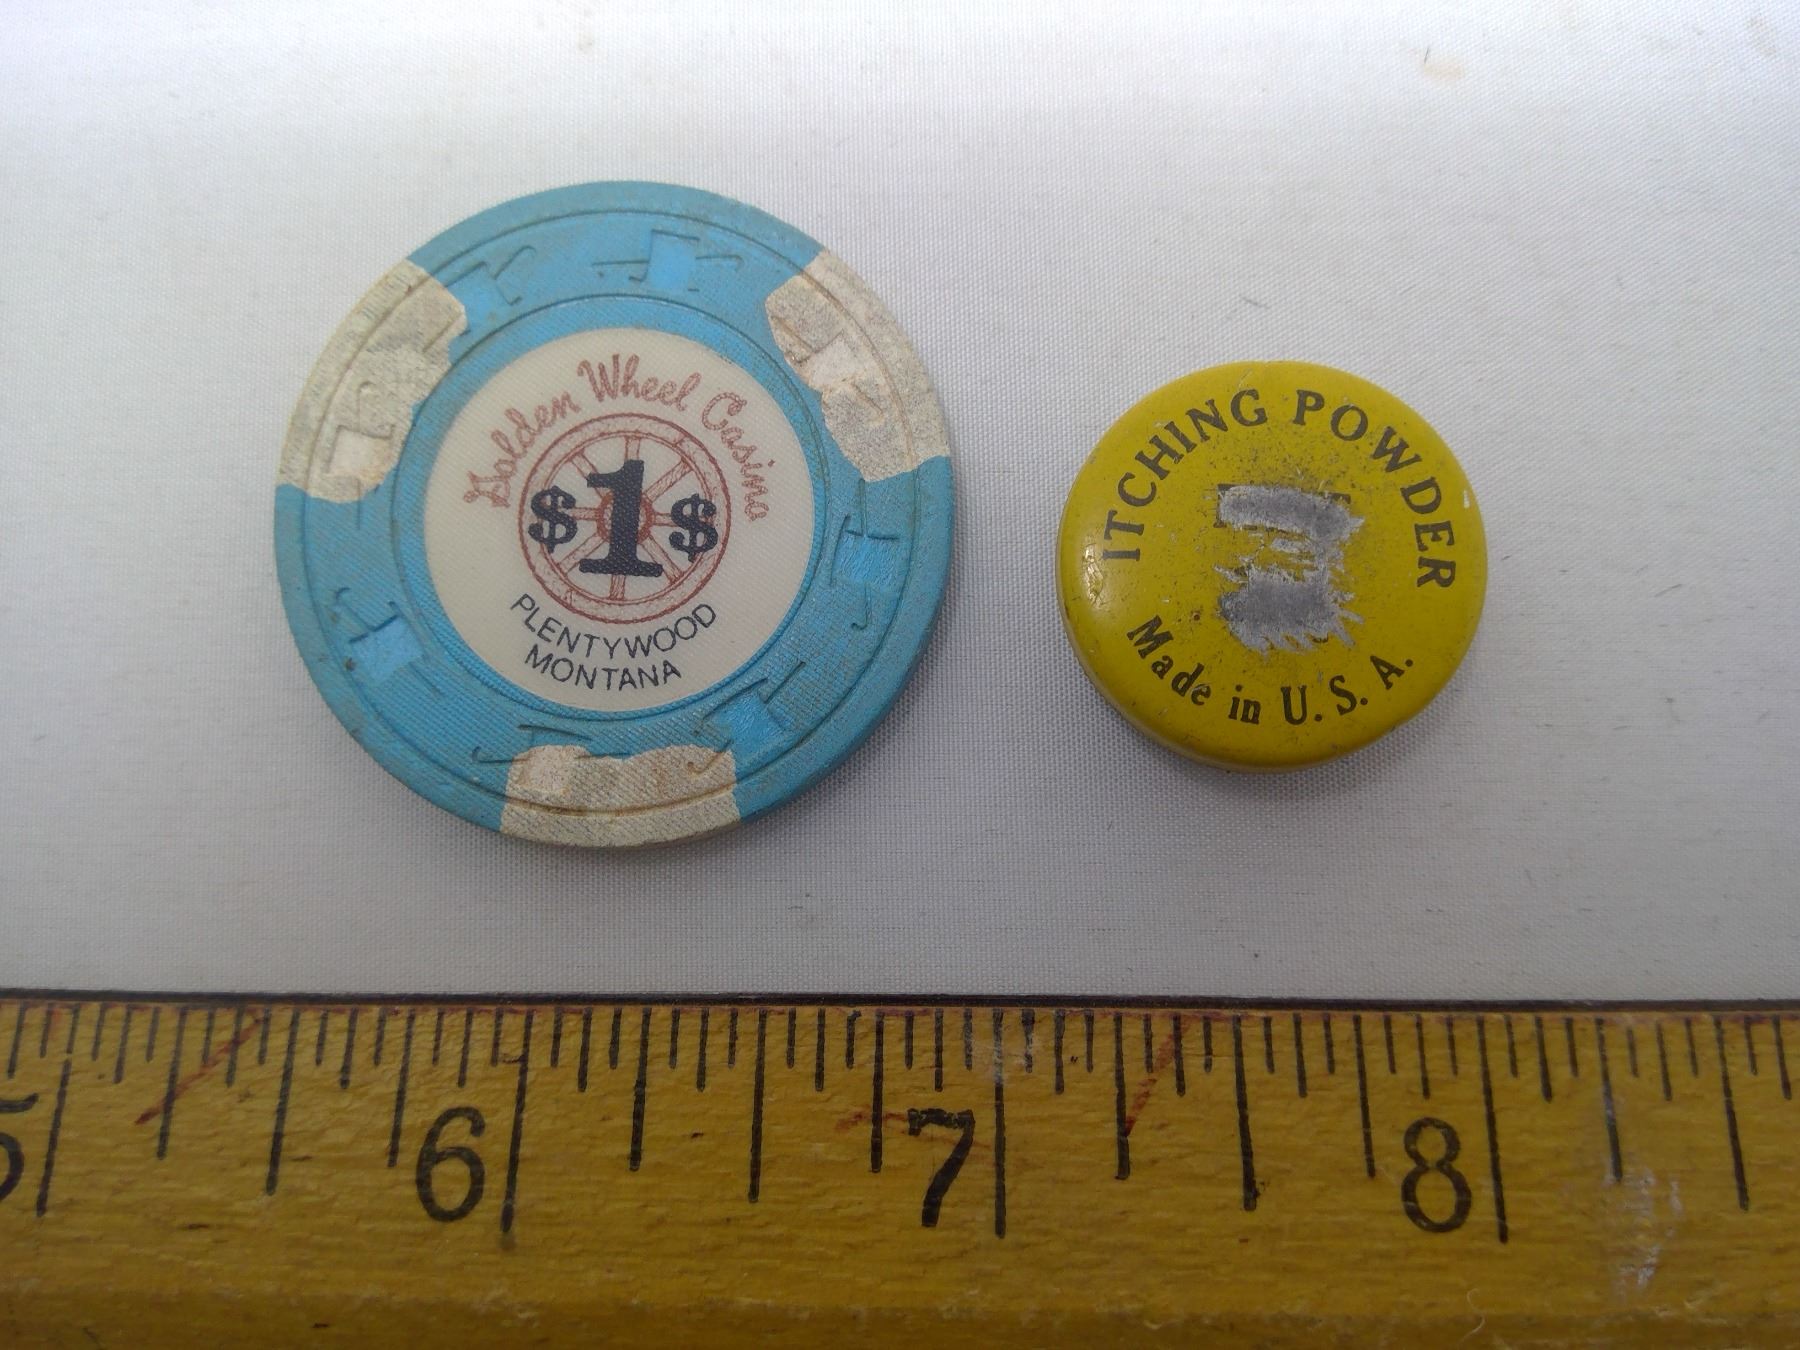 Golden Wheel Casino
$1$
PLENTYWOOD
MONTANA
ITCHING POWDER
Made in U.S.A.
5 6 7 8